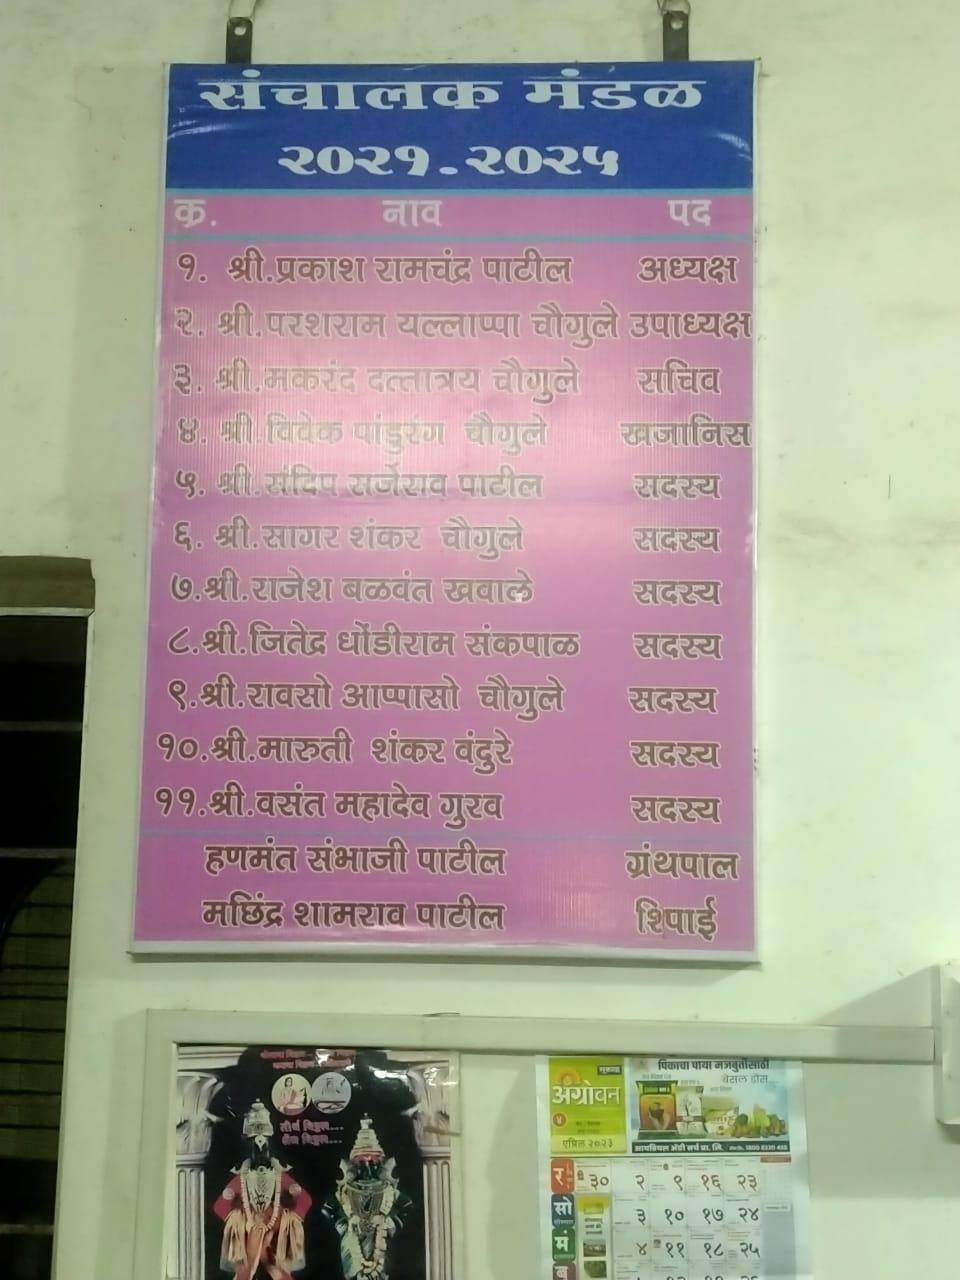 संचालक मंडळ
२०२१.२०२५
क्र. नाव पद
१. श्री.प्रकाश रामचंद्र पाटील अध्यक्ष
२. श्री.परशराम यल्लाप्पा चौगुले उपाध्यक्ष
३. श्री.मकरंद दत्तात्रय चौगुले सचिव
४. श्री.विवेक पांडुरंग चौगुले खजानिस
५. श्री.संदिप सर्जेराव पाटील सदस्य
६. श्री.सागर शंकर चौगुले सदस्य
७.श्री.राजेश बळवंत खवाले सदस्य
८.श्री.जितेद्र धोंडीराम संकपाळ सदस्य
९.श्री.रावसो आप्पासो चौगुले सदस्य
१०.श्री.मारुती शंकर वंदुरे सदस्य
११.श्री.वसंत महादेव गुरव सदस्य
हणमंत संभाजी पाटील ग्रंथपाल
मछिंद्र शामराव पाटील शिपाई
तीर्थ विठ्ठल...
क्षेत्र विठ्ठल...
पिकाचा पाया मजबुतीसाठी
बेसल डोस
अ‍ॅग्रोवन
एप्रिल २०२३
र ३० २ ९ १६ २३
सो ३ १० १७ २४
मं ४ ११ १८ २५